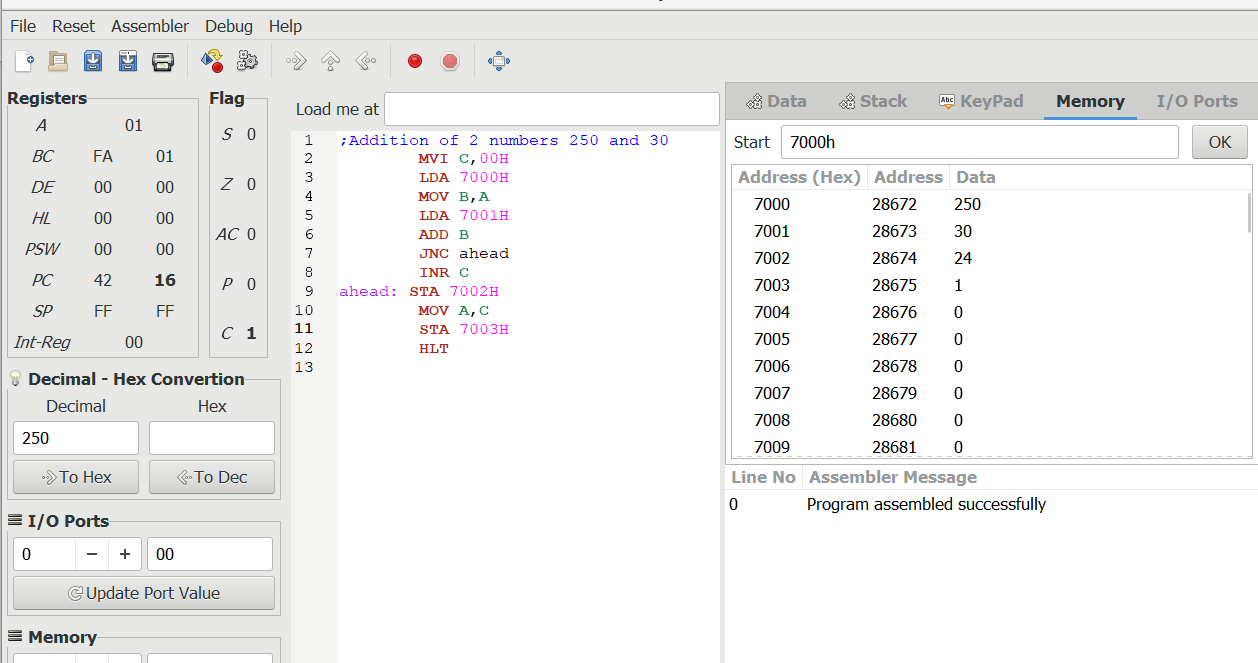 File Reset Assembler Debug Help
Registers
A 01
BC FA 01
DE 00 00
HL 00 00
PSW 00 00
PC 42 16
SP FF FF
Int-Reg 00
Flag
S 0
Z 0
AC 0
P 0
C 1
Decimal - Hex Convertion
Decimal Hex
250
To Hex To Dec
I/O Ports
0 − + 00
Update Port Value
Memory
Load me at
1 ;Addition of 2 numbers 250 and 30
2 MVI C,00H
3 LDA 7000H
4 MOV B,A
5 LDA 7001H
6 ADD B
7 JNC ahead
8 INR C
9 ahead: STA 7002H
10 MOV A,C
11 STA 7003H
12 HLT
13
Data Stack Abc KeyPad Memory I/O Ports
Start 7000h OK
Address (Hex) Address Data
7000 28672 250
7001 28673 30
7002 28674 24
7003 28675 1
7004 28676 0
7005 28677 0
7006 28678 0
7007 28679 0
7008 28680 0
7009 28681 0
Line No Assembler Message
0 Program assembled successfully